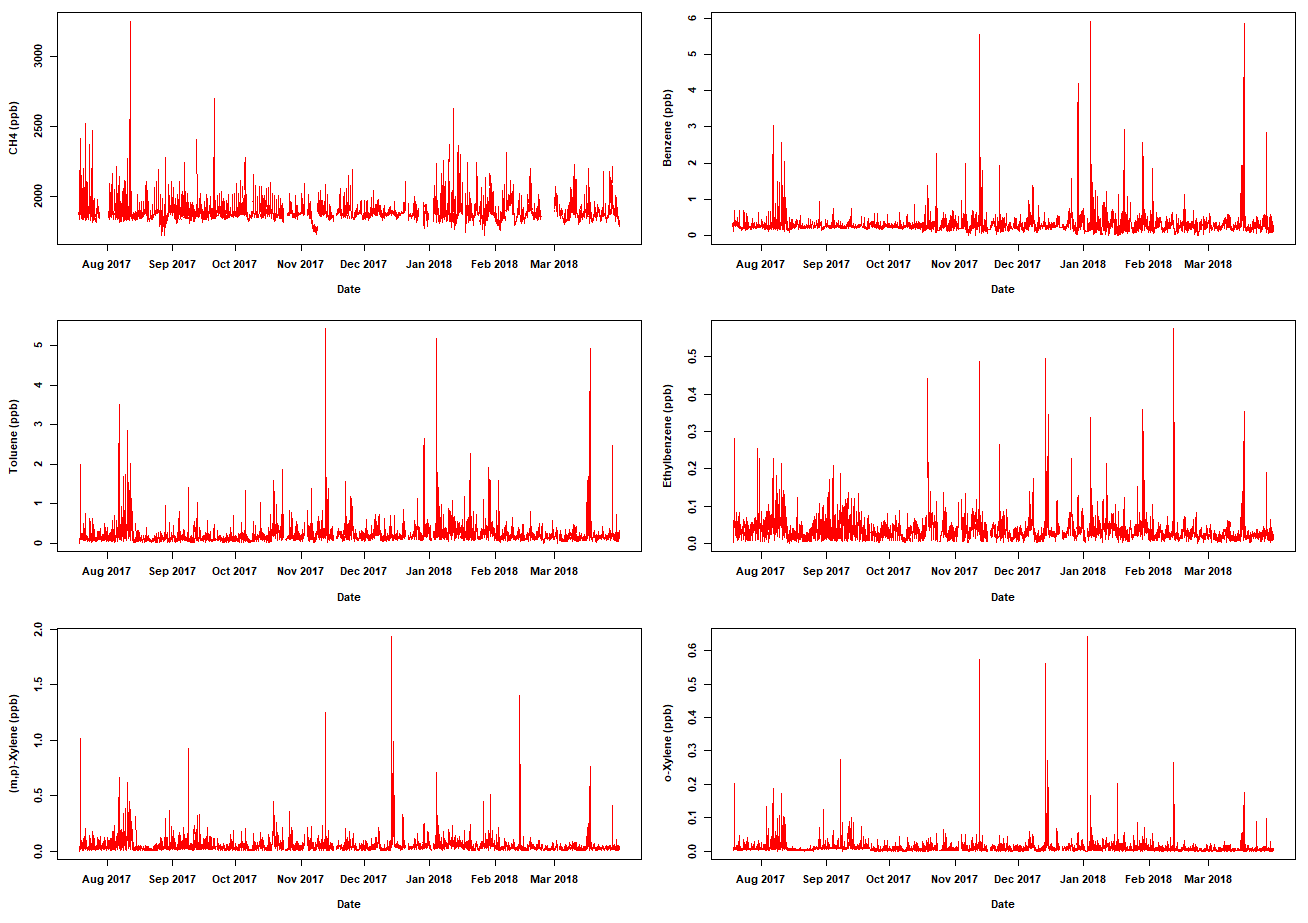 CH4 (ppb)
3000
2500
2000
Aug 2017 Sep 2017 Oct 2017 Nov 2017 Dec 2017 Jan 2018 Feb 2018 Mar 2018
Date
Benzene (ppb)
6
5
4
3
2
1
0
Aug 2017 Sep 2017 Oct 2017 Nov 2017 Dec 2017 Jan 2018 Feb 2018 Mar 2018
Date
Toluene (ppb)
5
4
3
2
1
0
Aug 2017 Sep 2017 Oct 2017 Nov 2017 Dec 2017 Jan 2018 Feb 2018 Mar 2018
Date
Ethylbenzene (ppb)
0.5
0.4
0.3
0.2
0.1
0.0
Aug 2017 Sep 2017 Oct 2017 Nov 2017 Dec 2017 Jan 2018 Feb 2018 Mar 2018
Date
(m,p)-Xylene (ppb)
2.0
1.5
1.0
0.5
0.0
Aug 2017 Sep 2017 Oct 2017 Nov 2017 Dec 2017 Jan 2018 Feb 2018 Mar 2018
Date
o-Xylene (ppb)
0.6
0.5
0.4
0.3
0.2
0.1
0.0
Aug 2017 Sep 2017 Oct 2017 Nov 2017 Dec 2017 Jan 2018 Feb 2018 Mar 2018
Date